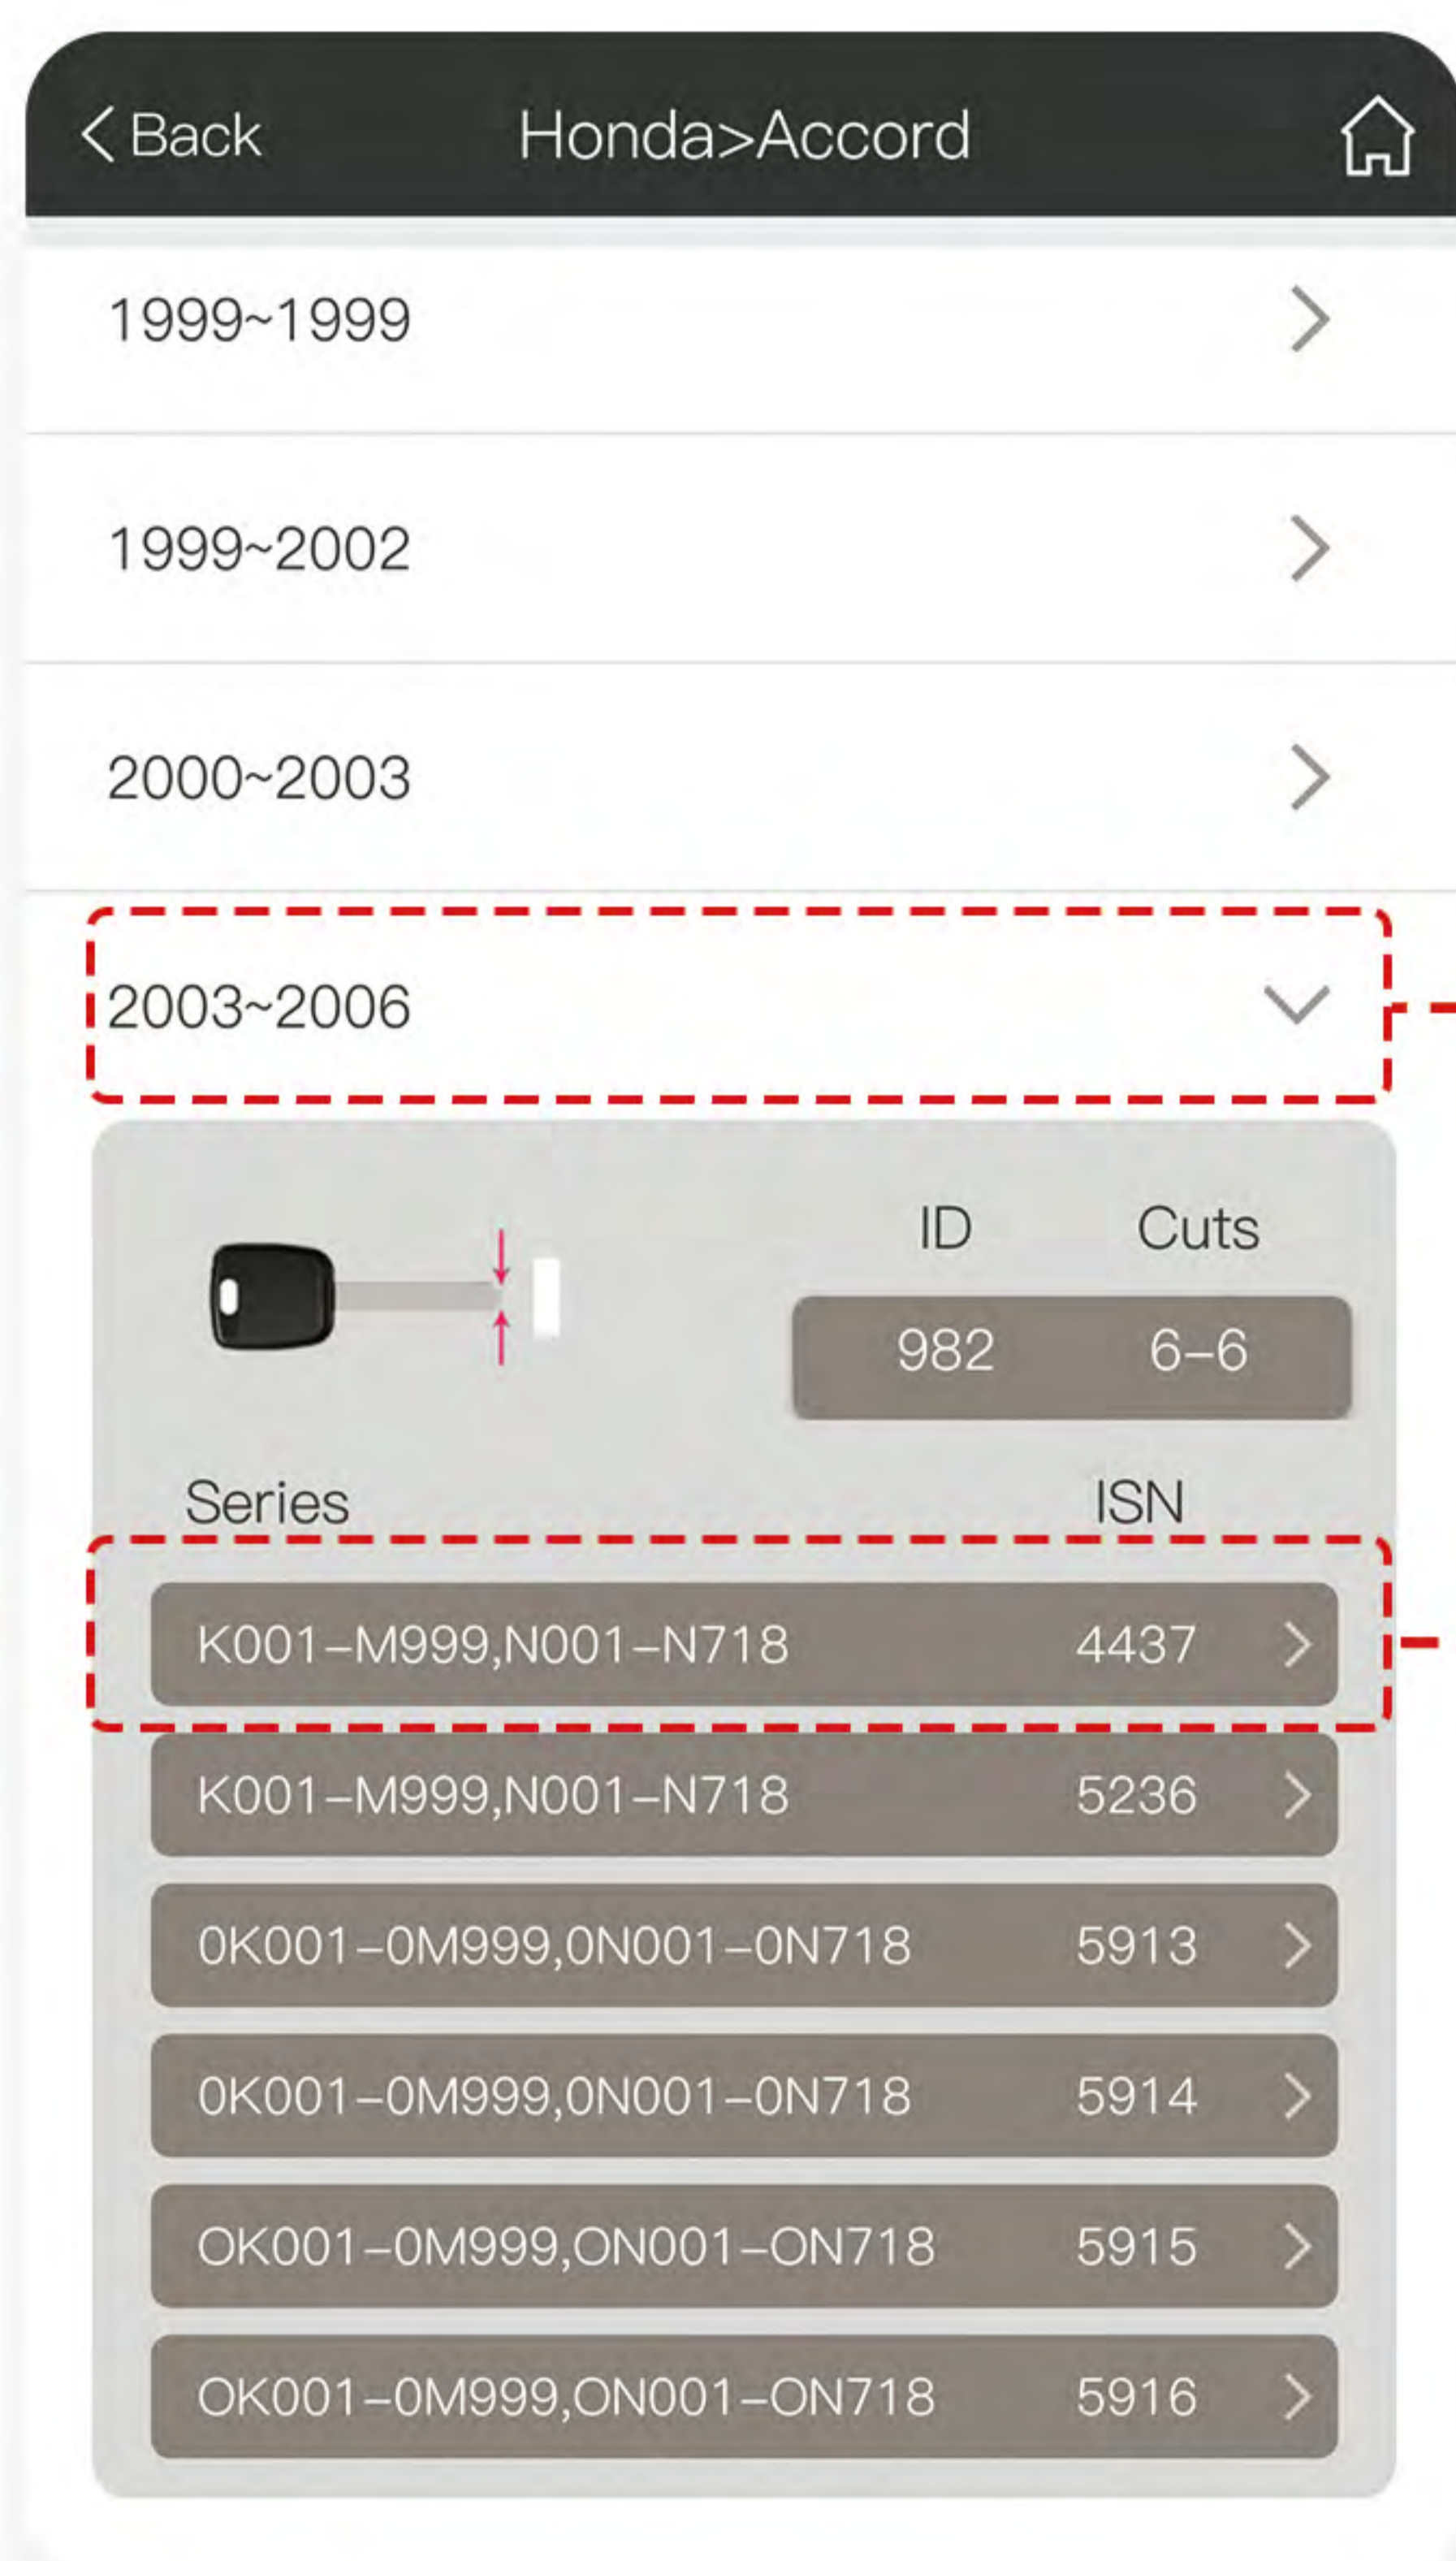 Back Honda>Accord
1999~1999
1999~2002
2000~2003
2003~2006
ID Cuts
982 6–6
Series ISN
K001–M999,N001–N718 4437
K001–M999,N001–N718 5236
0K001–0M999,0N001–0N718 5913
0K001–0M999,0N001–0N718 5914
OK001–0M999,ON001–ON718 5915
OK001–0M999,ON001–ON718 5916